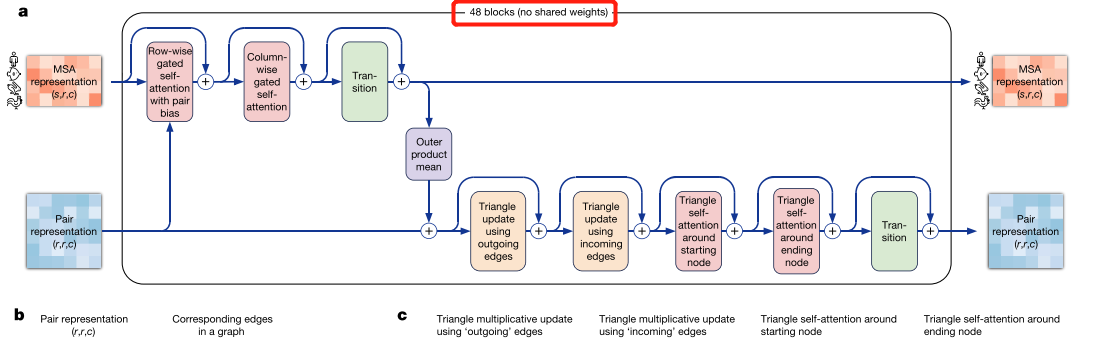 a
48 blocks (no shared weights)
MSA
representation
(s,r,c)
Row-wise
gated
self-
attention
with pair
bias
Column-
wise
gated
self-
attention
Tran-
sition
MSA
representation
(s,r,c)
Outer
product
mean
Pair
representation
(r,r,c)
Triangle
update
using
outgoing
edges
Triangle
update
using
incoming
edges
Triangle
self-
attention
around
starting
node
Triangle
self-
attention
around
ending
node
Tran-
sition
Pair
representation
(r,r,c)
b
Pair representation
(r,r,c)
Corresponding edges
in a graph
c
Triangle multiplicative update
using ‘outgoing’ edges
Triangle multiplicative update
using ‘incoming’ edges
Triangle self-attention around
starting node
Triangle self-attention around
ending node